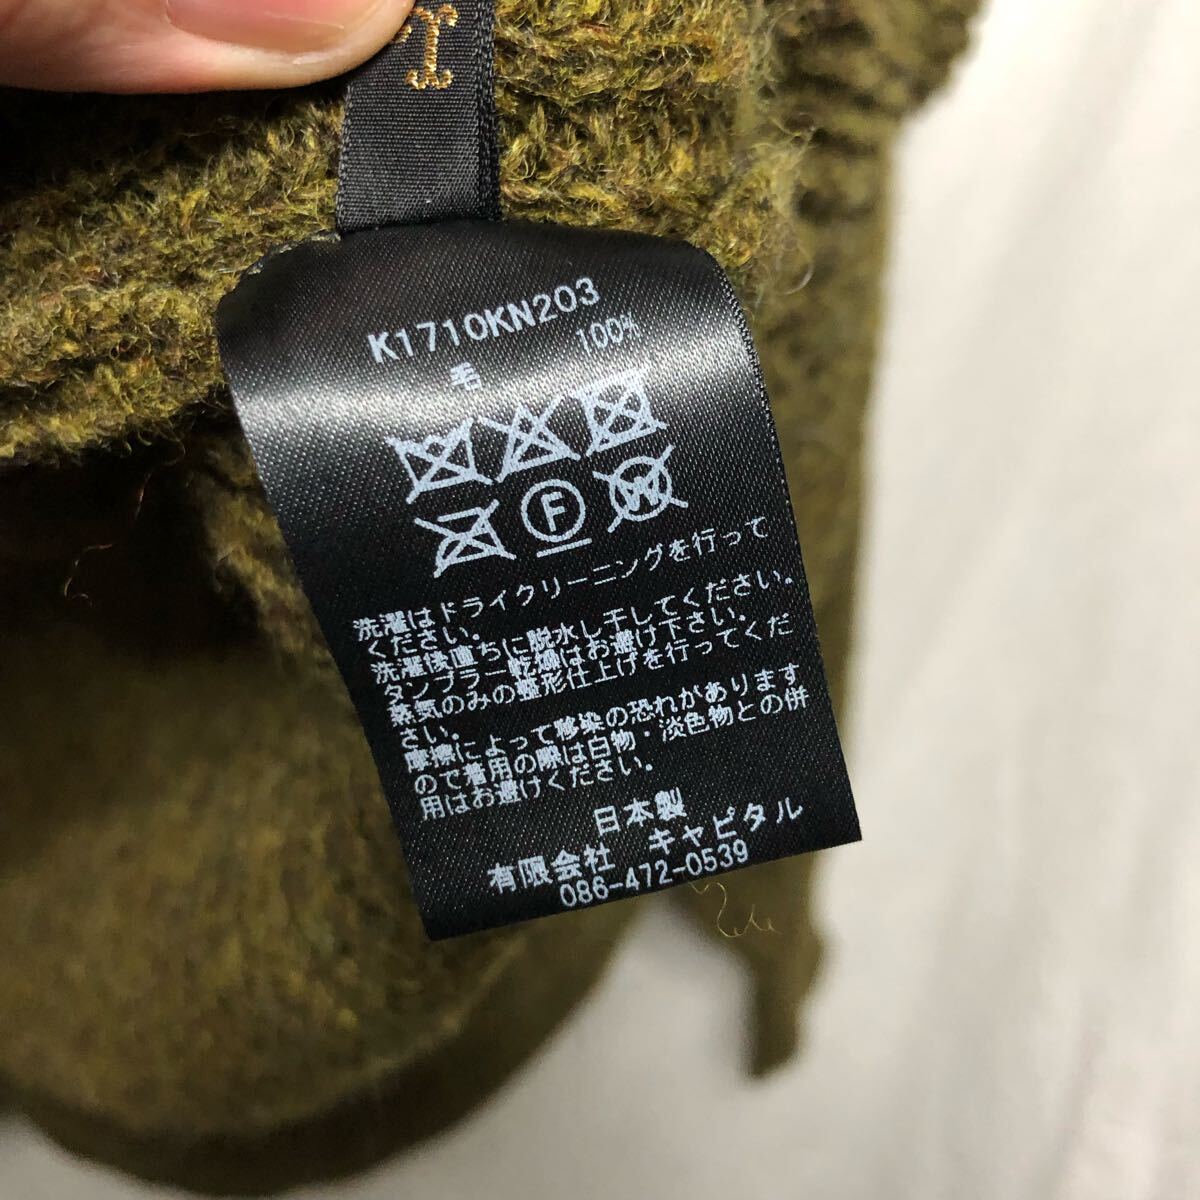 T
K1710KN203
毛 100%
F W
洗濯はドライクリーニングを行って
ください。
洗濯後直ちに脱水し干してください。
タンブラー乾燥はお避け下さい。
蒸気のみの整形仕上げを行ってくだ
さい。
摩擦によって移染の恐れがあります
ので着用の際は白物・淡色物との併
用はお避けください。
日本製
有限会社 キャピタル
086-472-0539